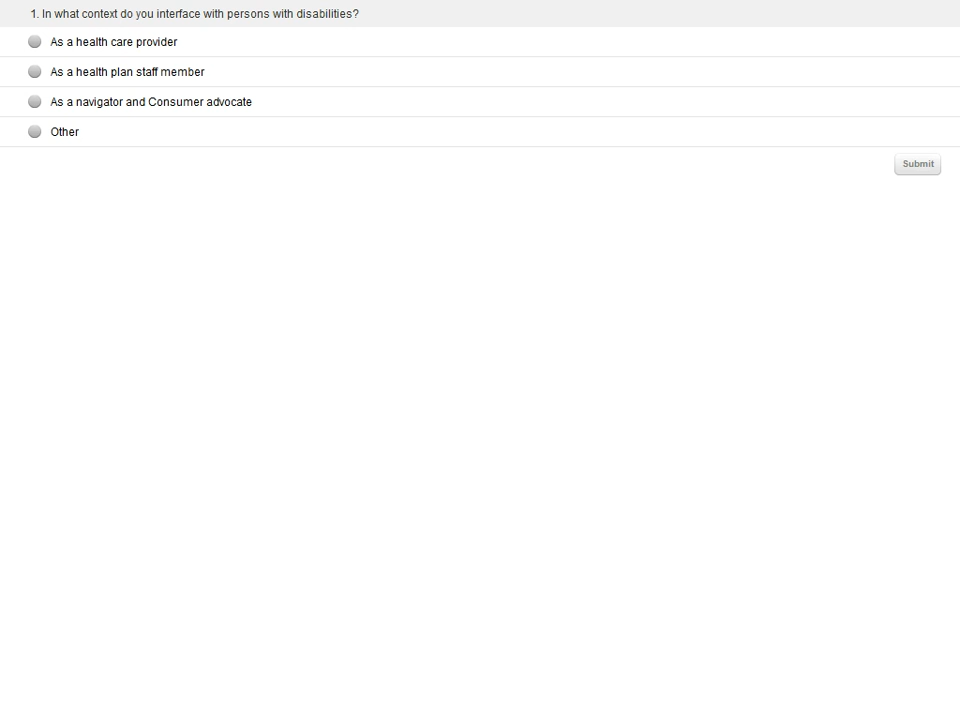 1. In what context do you interface with persons with disabilities?
As a health care provider
As a health plan staff member
As a navigator and Consumer advocate
Other
Submit